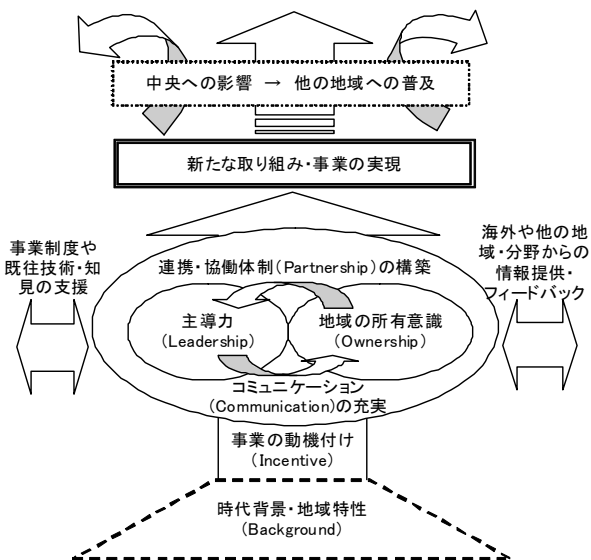 中央への影響 → 他の地域への普及
新たな取り組み・事業の実現
事業制度や
既往技術・知
見の支援
海外や他の地
域・分野からの
情報提供・
フィードバック
連携・協働体制(Partnership)の構築
主導力
(Leadership)
地域の所有意識
(Ownership)
コミュニケーション
(Communication)の充実
事業の動機付け
(Incentive)
時代背景・地域特性
(Background)